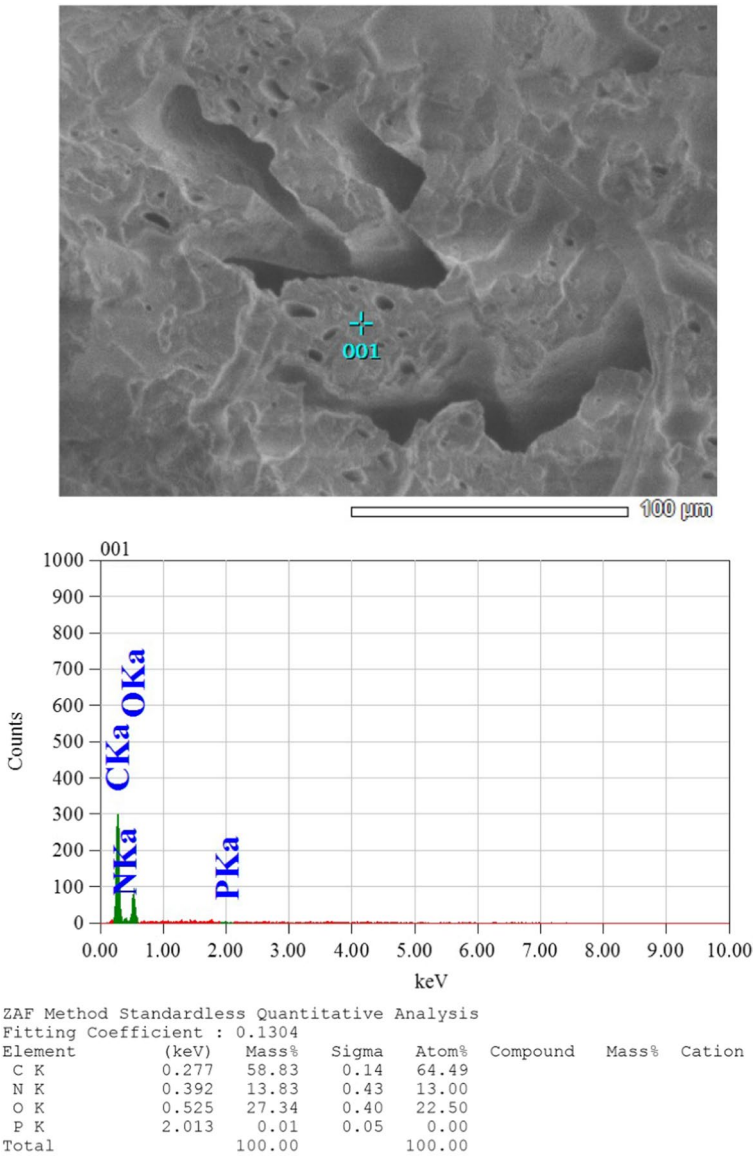 001
100 μm
001
1000
900
800
700
600
500
400
300
200
100
0
Counts
OKa
CKa
NKa
PKa
0.00 1.00 2.00 3.00 4.00 5.00 6.00 7.00 8.00 9.00 10.00
keV
ZAF Method Standardless Quantitative Analysis
Fitting Coefficient : 0.1304
Element (keV) Mass% Sigma Atom% Compound Mass% Cation
C K 0.277 58.83 0.14 64.49
N K 0.392 13.83 0.43 13.00
O K 0.525 27.34 0.40 22.50
P K 2.013 0.01 0.05 0.00
Total 100.00 100.00